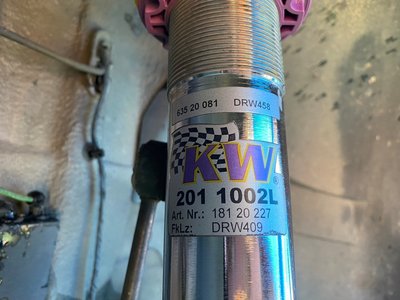 635 20 081 DRW458
KW®
201 1002L
Art. Nr.: 181 20 227
FkLz: DRW409